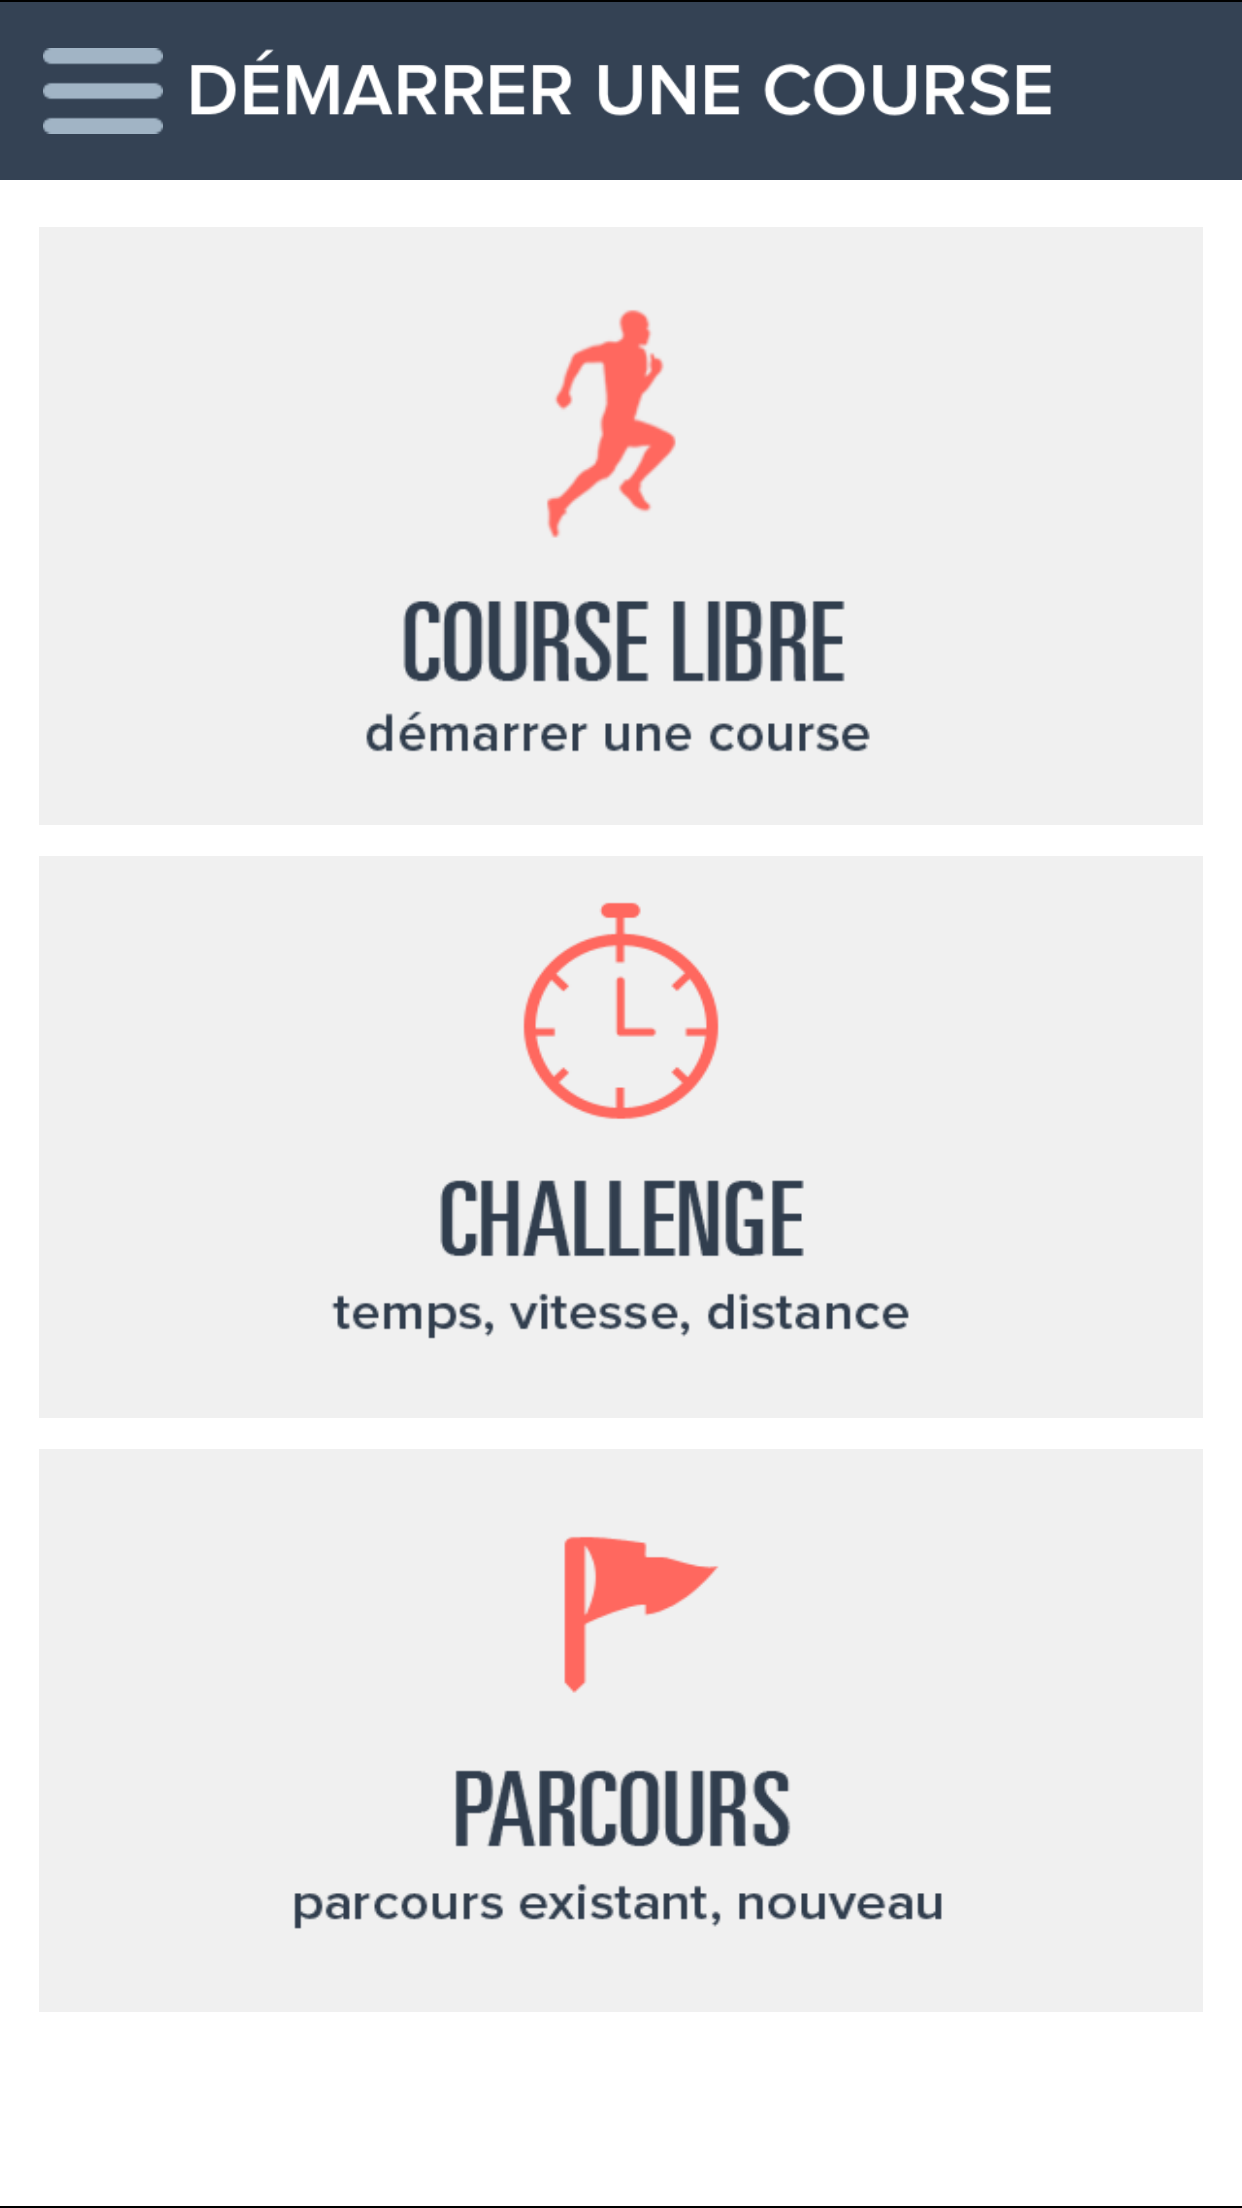 DÉMARRER UNE COURSE
COURSE LIBRE
démarrer une course
CHALLENGE
temps, vitesse, distance
PARCOURS
parcours existant, nouveau